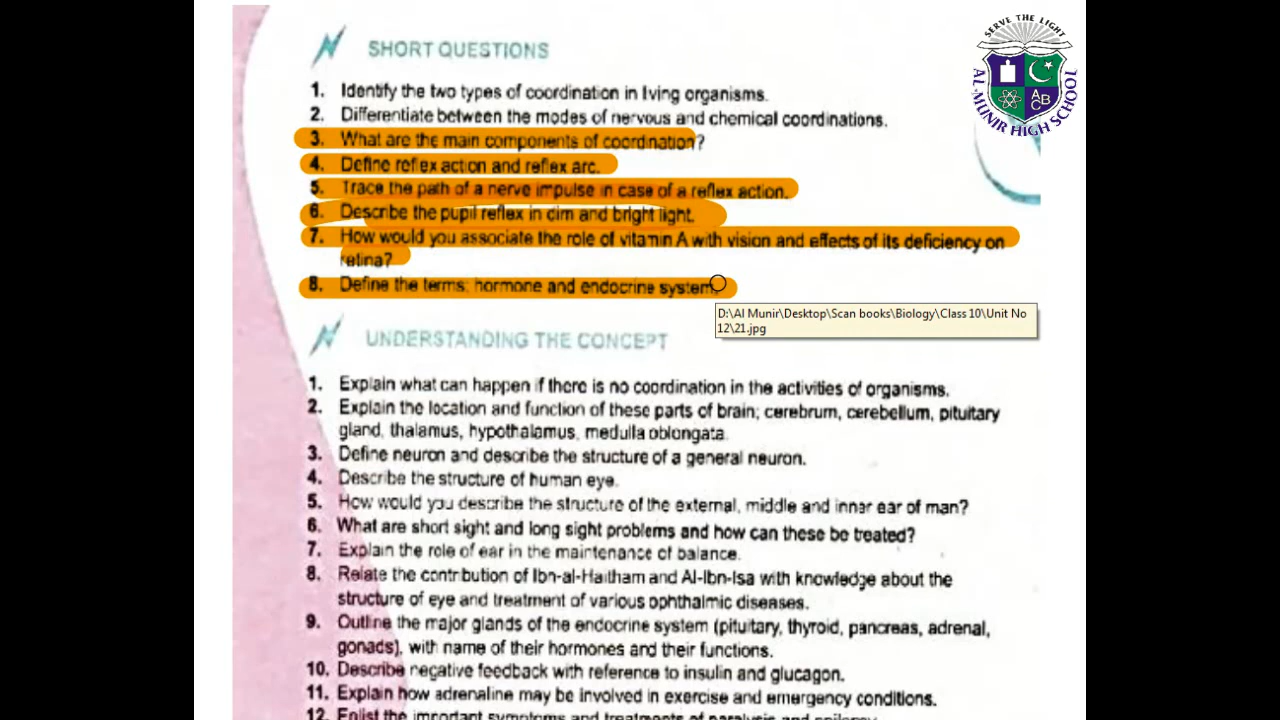 SERVE THE LIGHT
AL-MUNIR HIGH SCHOOL
A
B
C
SHORT QUESTIONS
1. Identify the two types of coordination in living organisms.
2. Differentiate between the modes of nervous and chemical coordinations.
3. What are the main components of coordination?
4. Define reflex action and reflex arc.
5. Trace the path of a nerve impulse in case of a reflex action.
6. Describe the pupil reflex in dim and bright light.
7. How would you associate the role of vitamin A with vision and effects of its deficiency on
retina?
8. Define the terms; hormone and endocrine system.
D:\Al Munir\Desktop\Scan books\Biology\Class 10\Unit No
12\21.jpg
UNDERSTANDING THE CONCEPT
1. Explain what can happen if there is no coordination in the activities of organisms.
2. Explain the location and function of these parts of brain; cerebrum, cerebellum, pituitary
gland, thalamus, hypothalamus, medulla oblongata.
3. Define neuron and describe the structure of a general neuron.
4. Describe the structure of human eye.
5. How would you describe the structure of the external, middle and inner ear of man?
6. What are short sight and long sight problems and how can these be treated?
7. Explain the role of ear in the maintenance of balance.
8. Relate the contribution of Ibn-al-Haitham and Al-Ibn-Isa with knowledge about the
structure of eye and treatment of various ophthalmic diseases.
9. Outline the major glands of the endocrine system (pituitary, thyroid, pancreas, adrenal,
gonads), with name of their hormones and their functions.
10. Describe negative feedback with reference to insulin and glucagon.
11. Explain how adrenaline may be involved in exercise and emergency conditions.
12. Enlist the important symptoms and treatments of paralysis and epilepsy.